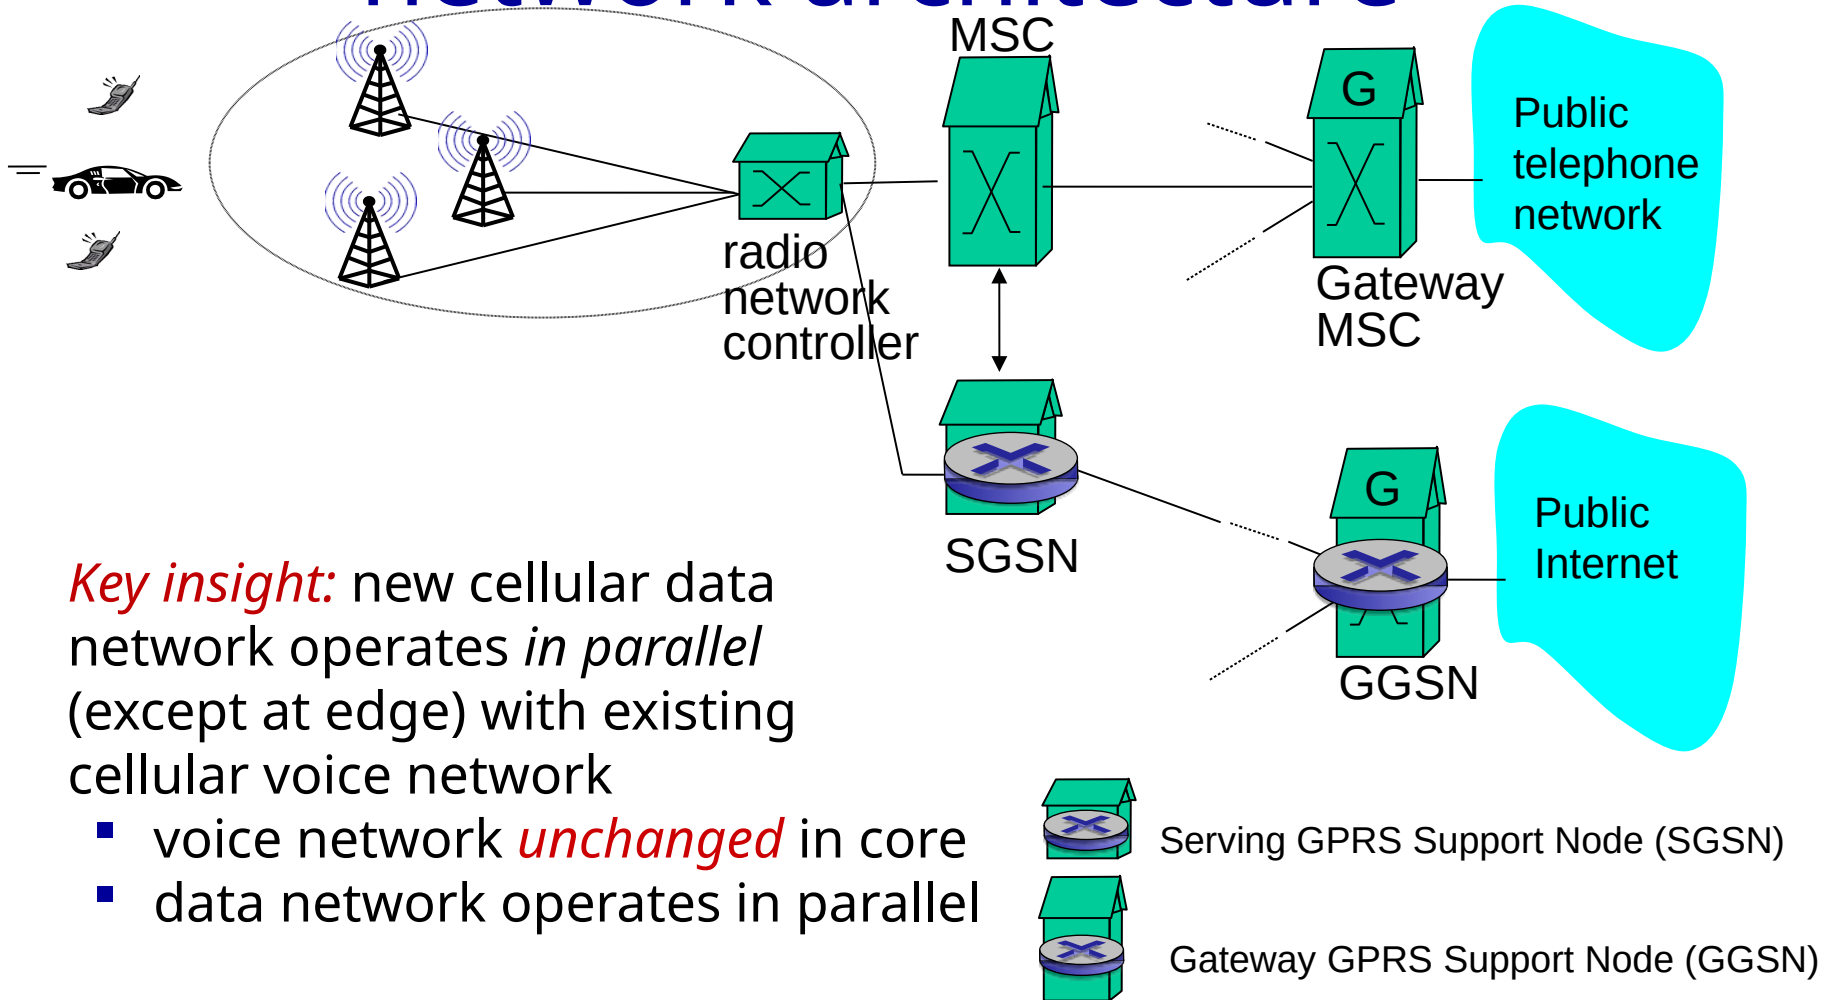 network architecture
MSC
G
Public
telephone
network
radio
network
controller
Gateway
MSC
G
Public
Internet
SGSN
GGSN
Key insight: new cellular data
network operates in parallel
(except at edge) with existing
cellular voice network
voice network unchanged in core
data network operates in parallel
Serving GPRS Support Node (SGSN)
Gateway GPRS Support Node (GGSN)